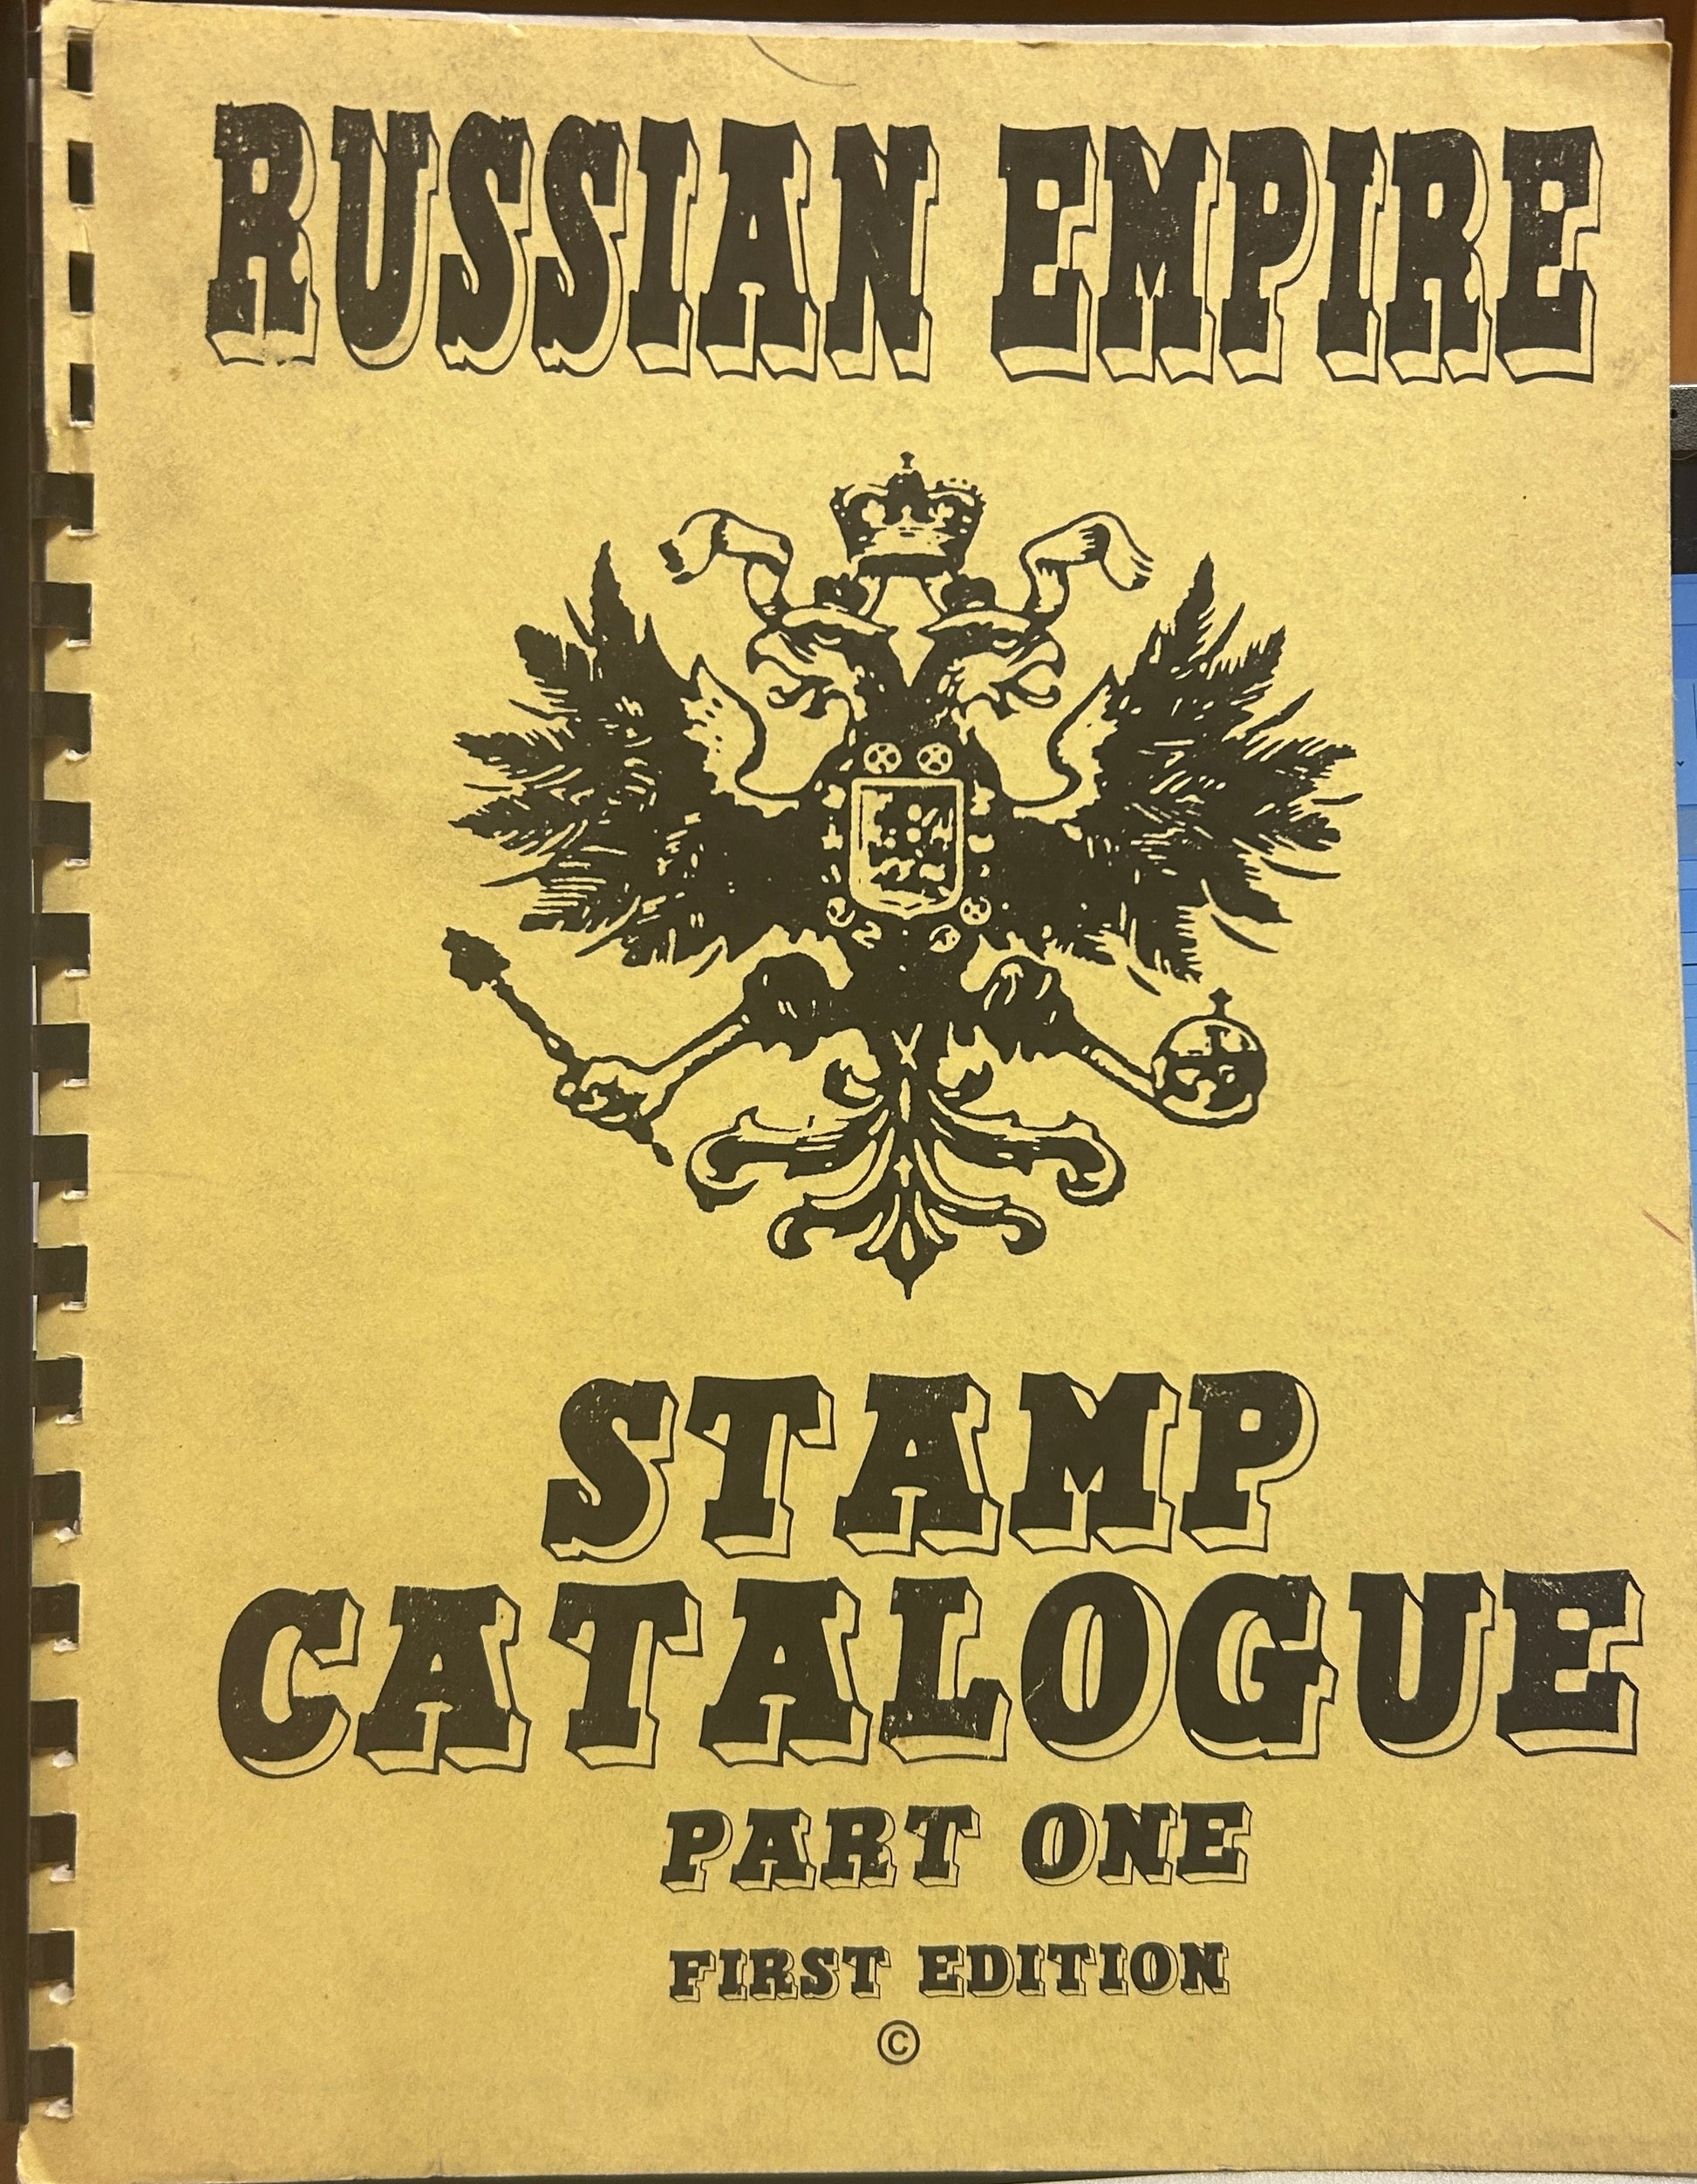 RUSSIAN EMPIRE
STAMP
CATALOGUE
PART ONE
FIRST EDITION
©